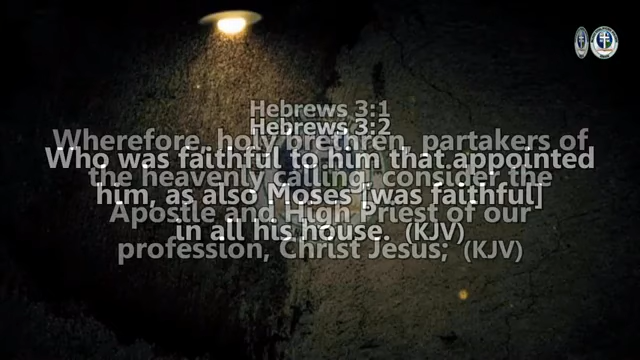 Hebrews 3:1
Wherefore, holy brethren, partakers of
the heavenly calling, consider the
Apostle and High Priest of our
profession, Christ Jesus; (KJV)
Hebrews 3:2
Who was faithful to him that appointed
him, as also Moses [was faithful]
in all his house. (KJV)